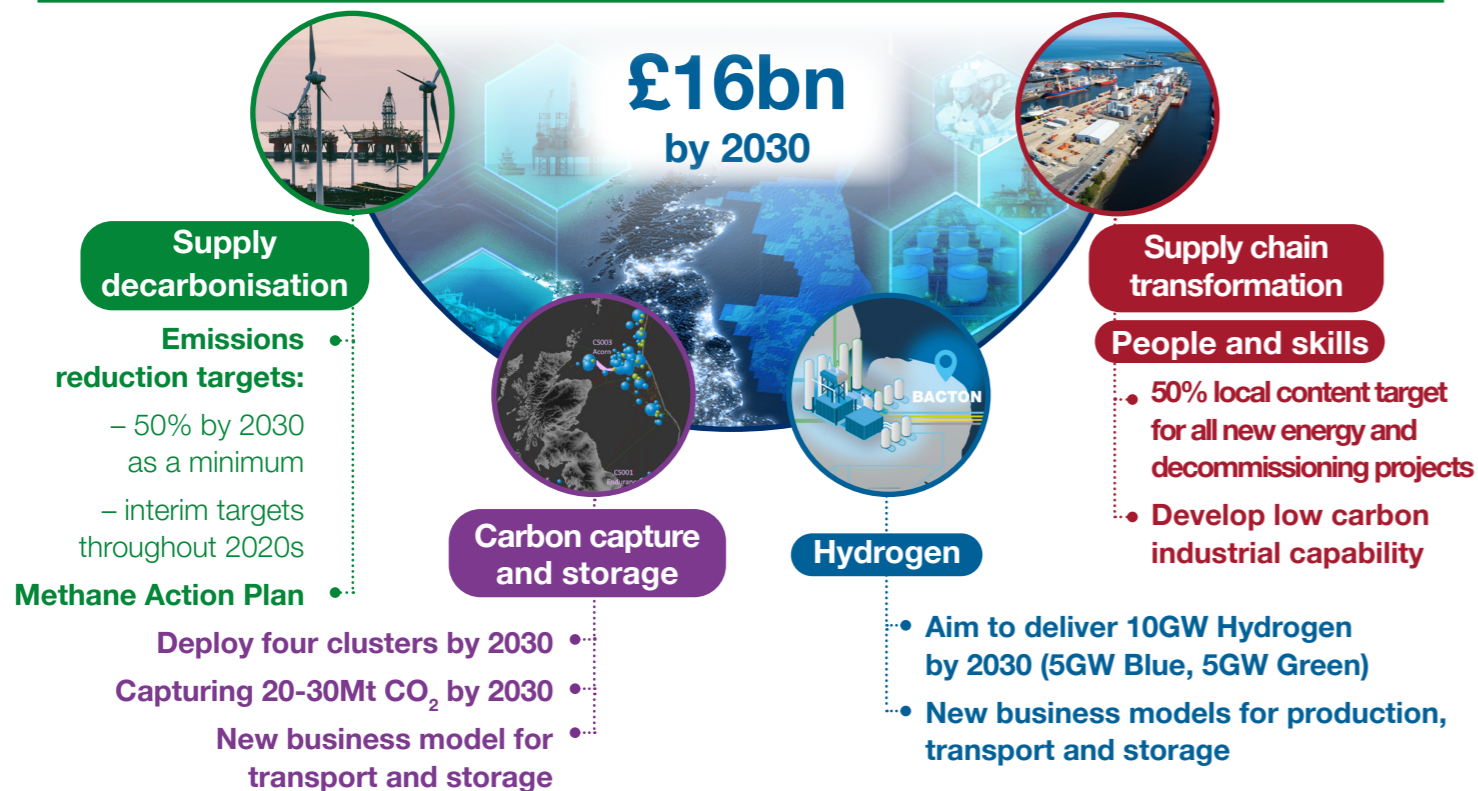 £16bn
by 2030
Supply
decarbonisation
Emissions
reduction targets:
– 50% by 2030
as a minimum
– interim targets
throughout 2020s
Methane Action Plan
CS003
Acorn
CS001
Endurance
Carbon capture
and storage
Deploy four clusters by 2030
Capturing 20-30Mt CO₂ by 2030
New business model for
transport and storage
BACTON
Hydrogen
Aim to deliver 10GW Hydrogen
by 2030 (5GW Blue, 5GW Green)
New business models for production,
transport and storage
Supply chain
transformation
People and skills
50% local content target
for all new energy and
decommissioning projects
Develop low carbon
industrial capability